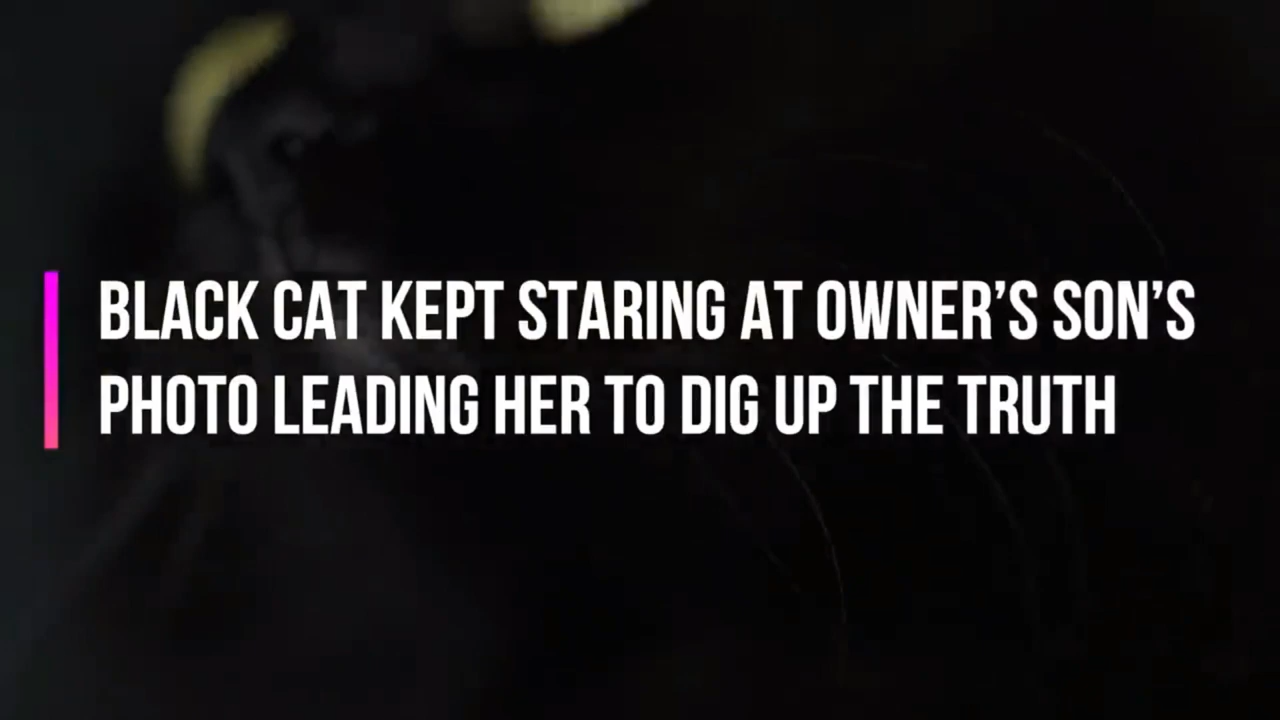 BLACK CAT KEPT STARING AT OWNER’S SON’S
PHOTO LEADING HER TO DIG UP THE TRUTH